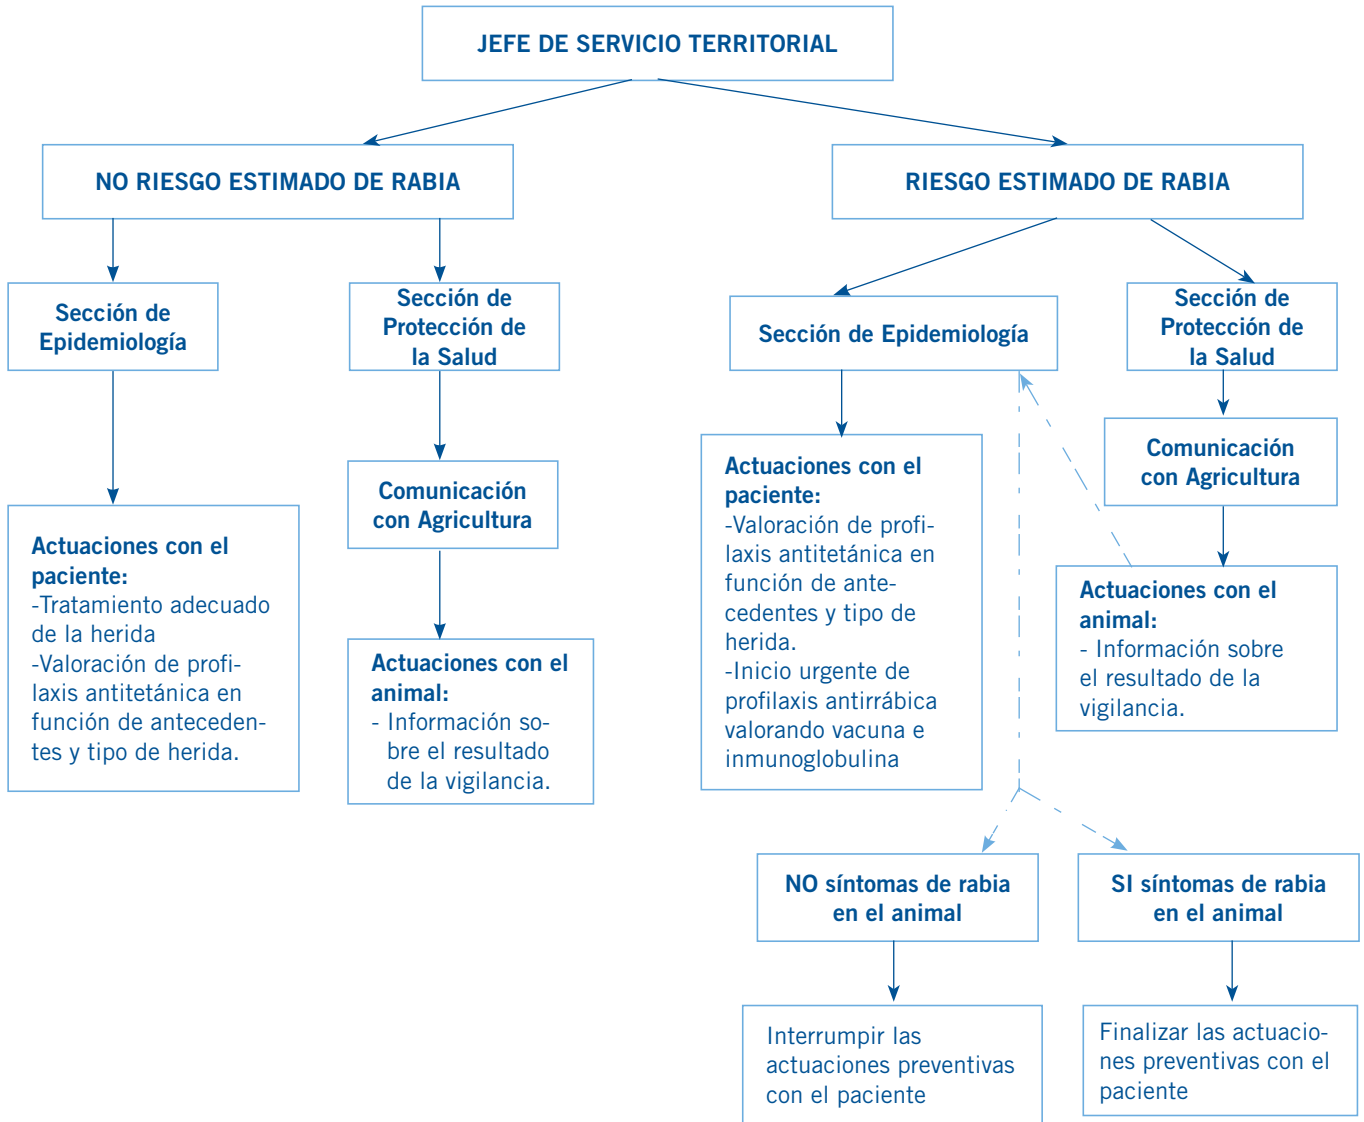 JEFE DE SERVICIO TERRITORIAL
NO RIESGO ESTIMADO DE RABIA
RIESGO ESTIMADO DE RABIA
Sección de
Epidemiología
Sección de
Protección de
la Salud
Sección de Epidemiología
Sección de
Protección de
la Salud
Comunicación
con Agricultura
Comunicación
con Agricultura
Actuaciones con el
paciente:
-Tratamiento adecuado
de la herida
-Valoración de profi-
laxis antitetánica en
función de anteceden-
tes y tipo de herida.
Actuaciones con el
animal:
- Información so-
bre el resultado
de la vigilancia.
Actuaciones con el
paciente:
-Valoración de profi-
laxis antitetánica en
función de ante-
cedentes y tipo de
herida.
-Inicio urgente de
profilaxis antirrábica
valorando vacuna e
inmunoglobulina
Actuaciones con el
animal:
- Información sobre
el resultado de la
vigilancia.
NO síntomas de rabia
en el animal
SI síntomas de rabia
en el animal
Interrumpir las
actuaciones preventivas
con el paciente
Finalizar las actuacio-
nes preventivas con el
paciente